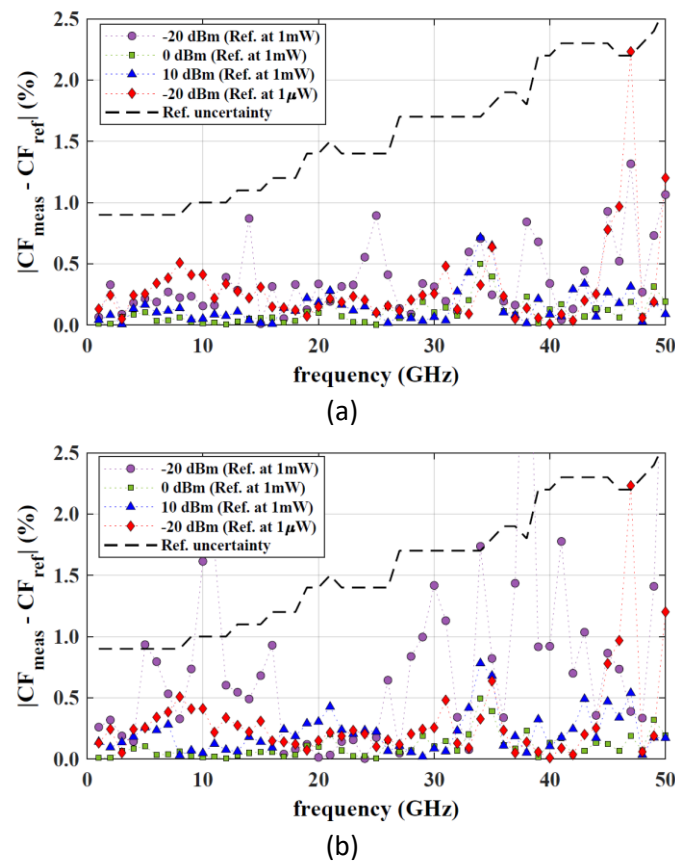 2.5
2.0
1.5
1.0
0.5
0.0
|CF_meas - CF_ref| (%)
-20 dBm (Ref. at 1mW)
0 dBm (Ref. at 1mW)
10 dBm (Ref. at 1mW)
-20 dBm (Ref. at 1μW)
Ref. uncertainty
0 10 20 30 40 50
frequency (GHz)
(a)
2.5
2.0
1.5
1.0
0.5
0.0
|CF_meas - CF_ref| (%)
-20 dBm (Ref. at 1mW)
0 dBm (Ref. at 1mW)
10 dBm (Ref. at 1mW)
-20 dBm (Ref. at 1μW)
Ref. uncertainty
0 10 20 30 40 50
frequency (GHz)
(b)